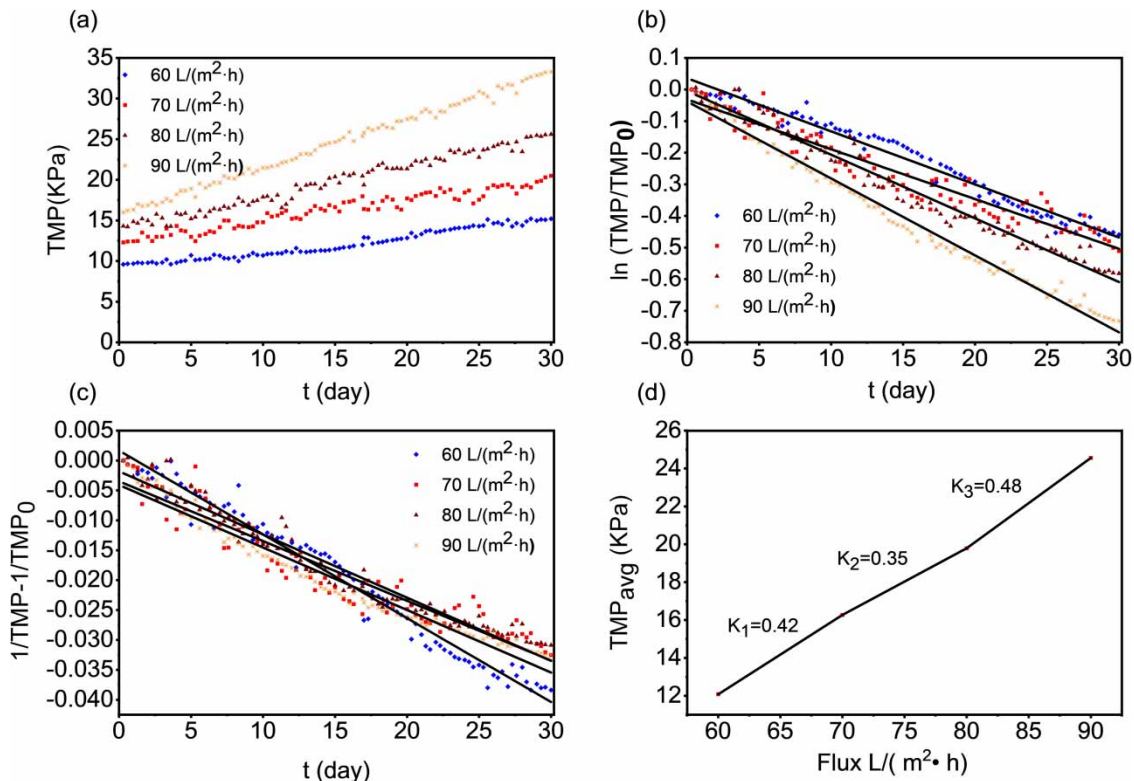 (a)
TMP(KPa)
35
30
25
20
15
10
5
0
60 L/(m²·h)
70 L/(m²·h)
80 L/(m²·h)
90 L/(m²·h)
0 5 10 15 20 25 30
t (day)
(b)
ln (TMP/TMP₀)
0.0
-0.1
-0.2
-0.3
-0.4
-0.5
-0.6
-0.7
-0.8
60 L/(m²·h)
70 L/(m²·h)
80 L/(m²·h)
90 L/(m²·h)
0 5 10 15 20 25 30
t (day)
(c)
1/TMP-1/TMP₀
0.005
0.000
-0.005
-0.010
-0.015
-0.020
-0.025
-0.030
-0.035
-0.040
60 L/(m²·h)
70 L/(m²·h)
80 L/(m²·h)
90 L/(m²·h)
0 5 10 15 20 25 30
t (day)
(d)
TMPavg (KPa)
26
24
22
20
18
16
14
12
K₃=0.48
K₂=0.35
K₁=0.42
60 65 70 75 80 85 90
Flux L/( m²• h)